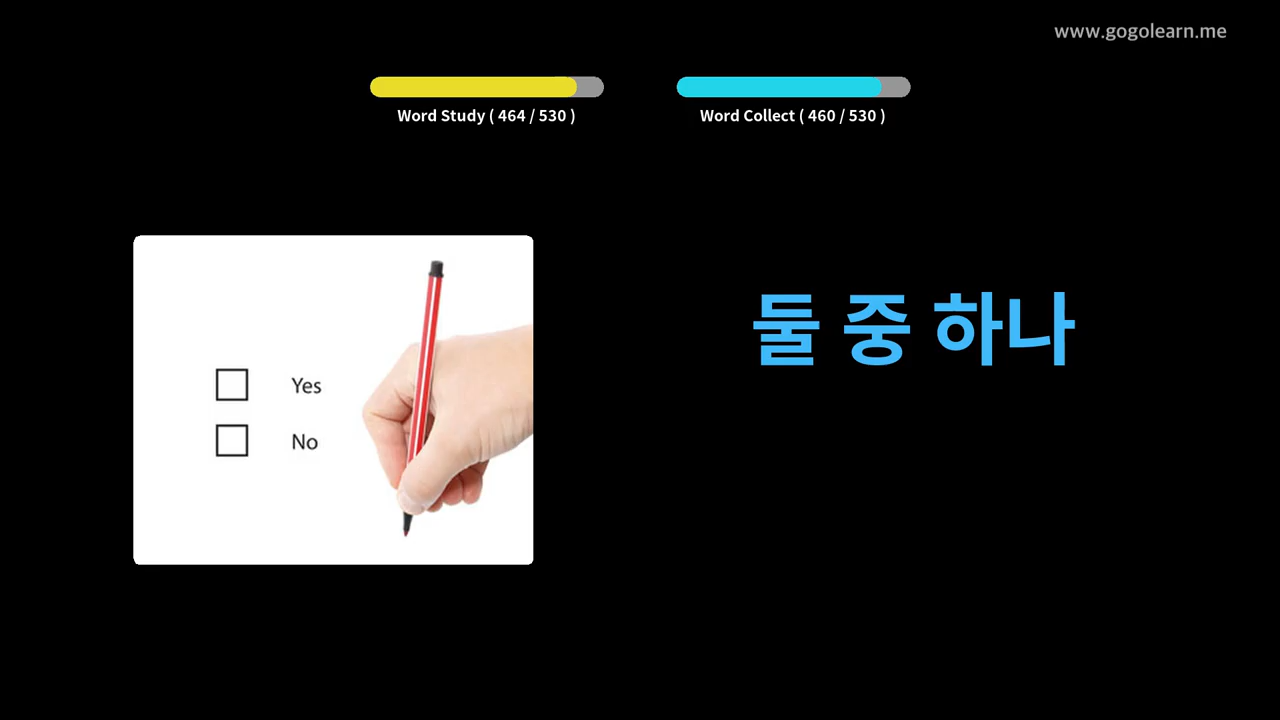 www.gogolearn.me
Word Study ( 464 / 530 )
Word Collect ( 460 / 530 )
둘 중 하나
Yes
No